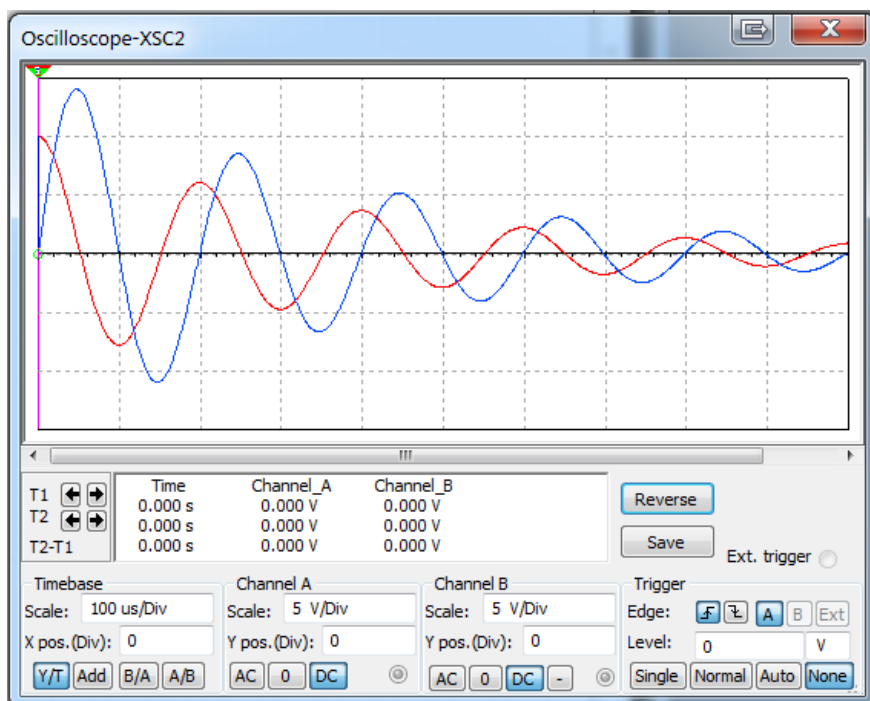 Oscilloscope-XSC2
Time Channel_A Channel_B
T1 0.000 s 0.000 V 0.000 V
T2 0.000 s 0.000 V 0.000 V
T2-T1 0.000 s 0.000 V 0.000 V
Reverse
Save
Ext. trigger
Timebase
Scale: 100 us/Div
X pos.(Div): 0
Y/T Add B/A A/B
Channel A
Scale: 5 V/Div
Y pos.(Div): 0
AC 0 DC
Channel B
Scale: 5 V/Div
Y pos.(Div): 0
AC 0 DC -
Trigger
Edge: A B Ext
Level: 0 V
Single Normal Auto None